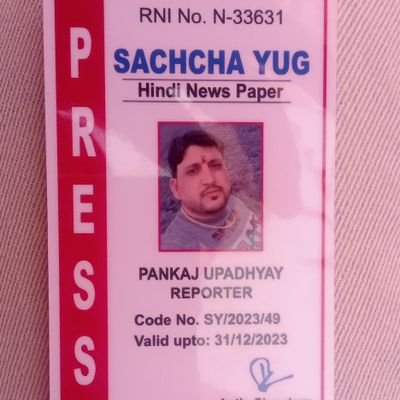 RNI No. N-33631
PRESS
SACHCHA YUG
Hindi News Paper
PANKAJ UPADHYAY
REPORTER
Code No. SY/2023/49
Valid upto: 31/12/2023